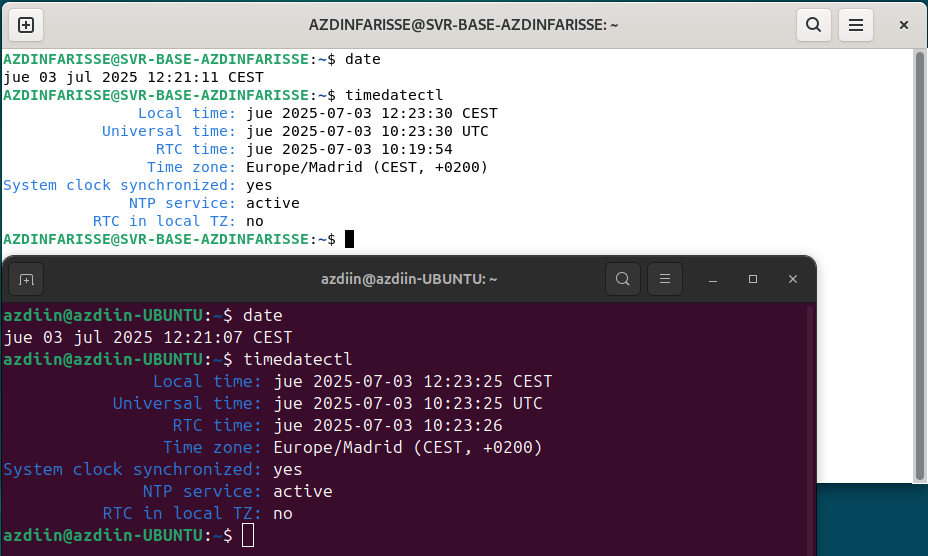 AZDINFARISSE@SVR-BASE-AZDINFARISSE: ~
AZDINFARISSE@SVR-BASE-AZDINFARISSE:~$ date
jue 03 jul 2025 12:21:11 CEST
AZDINFARISSE@SVR-BASE-AZDINFARISSE:~$ timedatectl
Local time: jue 2025-07-03 12:23:30 CEST
Universal time: jue 2025-07-03 10:23:30 UTC
RTC time: jue 2025-07-03 10:19:54
Time zone: Europe/Madrid (CEST, +0200)
System clock synchronized: yes
NTP service: active
RTC in local TZ: no
AZDINFARISSE@SVR-BASE-AZDINFARISSE:~$
azdiin@azdiin-UBUNTU: ~
azdiin@azdiin-UBUNTU:~$ date
jue 03 jul 2025 12:21:07 CEST
azdiin@azdiin-UBUNTU:~$ timedatectl
Local time: jue 2025-07-03 12:23:25 CEST
Universal time: jue 2025-07-03 10:23:25 UTC
RTC time: jue 2025-07-03 10:23:26
Time zone: Europe/Madrid (CEST, +0200)
System clock synchronized: yes
NTP service: active
RTC in local TZ: no
azdiin@azdiin-UBUNTU:~$